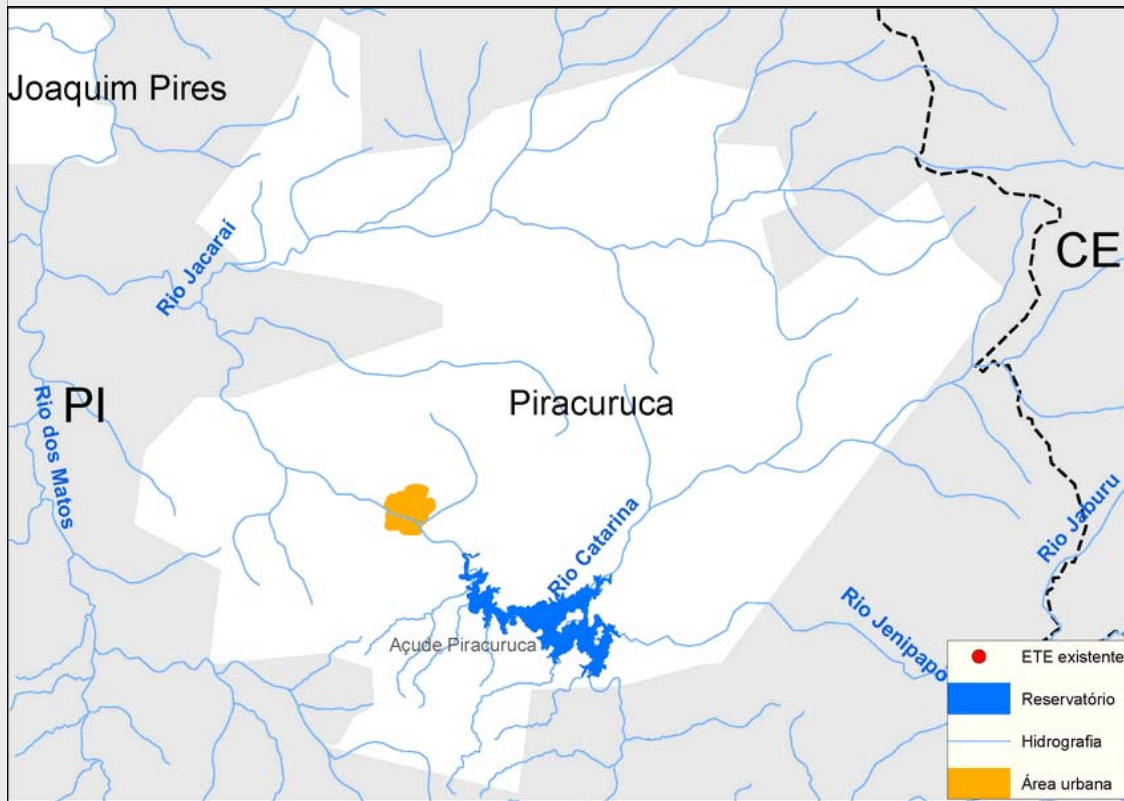 Joaquim Pires
Rio Jacaraí
CE
PI
Piracuruca
Rio dos Matos
Rio Catarina
Rio Jaburu
Açude Piracuruca
Rio Jenipapo
ETE existente
Reservatório
Hidrografia
Área urbana